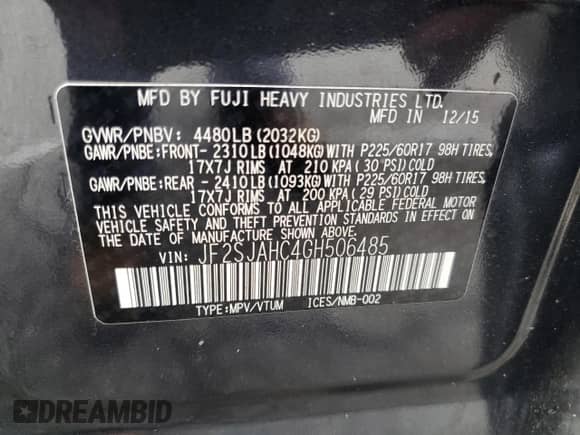 MFD BY FUJI HEAVY INDUSTRIES LTD.
MFD IN 12/15
GVWR/PNBV: 4480LB(2032KG)
GAWR/PNBE:FRONT-2310LB(1048KG)WITH P225/60R17 98H TIRES,
17X7J RIMS AT 210 KPA(30 PSI)COLD
GAWR/PNBE:REAR -2410LB(1093KG)WITH P225/60R17 98H TIRES,
17X7J RIMS AT 200 KPA(29 PSI)COLD
THIS VEHICLE CONFORMS TO ALL APPLICABLE FEDERAL MOTOR
VEHICLE SAFETY AND THEFT PREVENTION STANDARDS IN EFFECT ON
THE DATE OF MANUFACTURE SHOWN ABOVE.
VIN: JF2SJAHC4GH506485
TYPE:MPV/VTUM ICES/NMB-002
DREAMBID